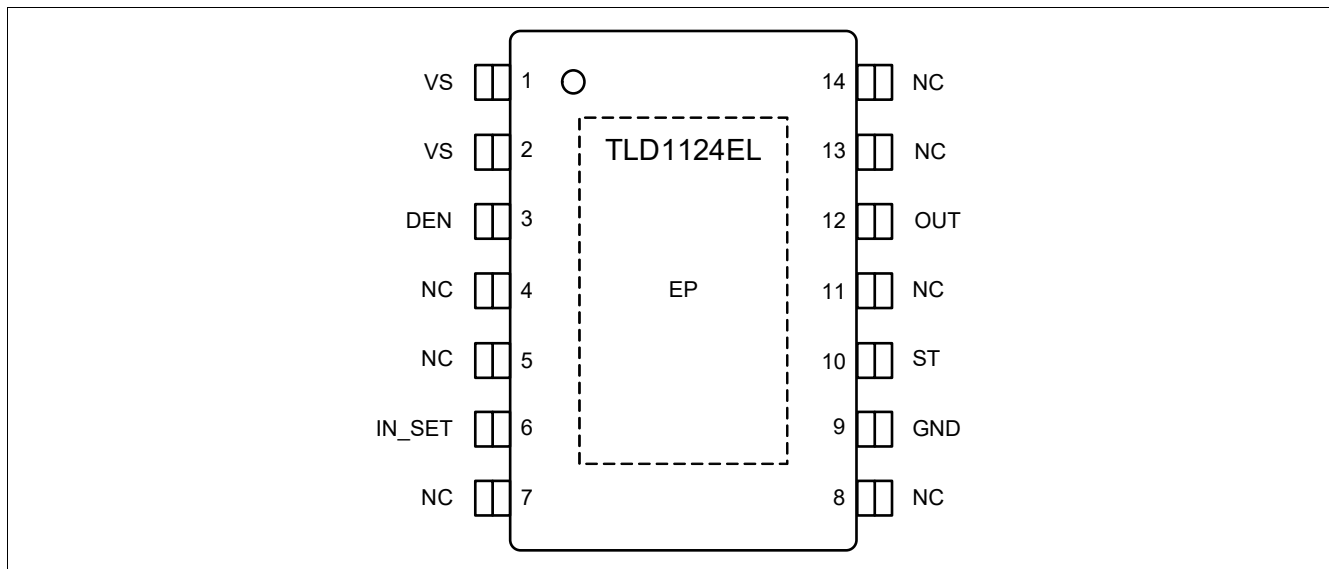 VS 1 14 NC
VS 2 TLD1124EL 13 NC
DEN 3 12 OUT
NC 4 EP 11 NC
NC 5 10 ST
IN_SET 6 9 GND
NC 7 8 NC